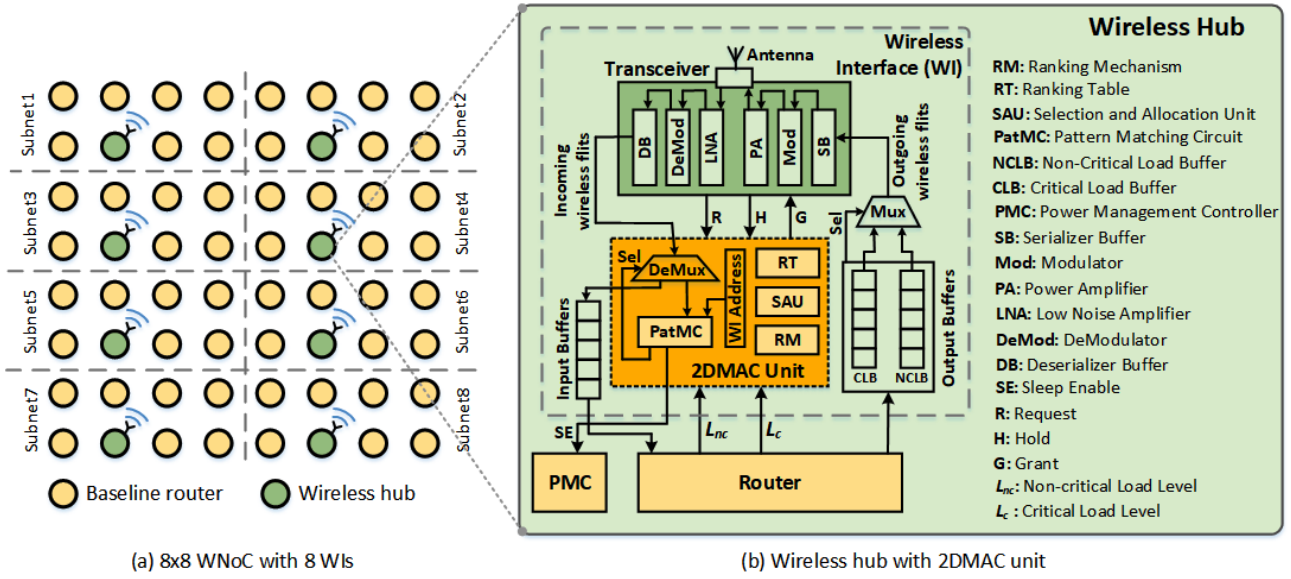 Subnet1
Subnet2
Subnet3
Subnet4
Subnet5
Subnet6
Subnet7
Subnet8
Baseline router
Wireless hub
(a) 8x8 WNoC with 8 WIs
Wireless Hub
Wireless
Interface (WI)
Antenna
Transceiver
DB
DeMod
LNA
PA
Mod
SB
Incoming
wireless flits
Outgoing
wireless flits
R
H
G
Sel
Mux
Sel
DeMux
WI Address
RT
SAU
RM
PatMC
2DMAC Unit
Input Buffers
CLB
NCLB
Output Buffers
SE
Lnc
Lc
PMC
Router
RM: Ranking Mechanism
RT: Ranking Table
SAU: Selection and Allocation Unit
PatMC: Pattern Matching Circuit
NCLB: Non-Critical Load Buffer
CLB: Critical Load Buffer
PMC: Power Management Controller
SB: Serializer Buffer
Mod: Modulator
PA: Power Amplifier
LNA: Low Noise Amplifier
DeMod: DeModulator
DB: Deserializer Buffer
SE: Sleep Enable
R: Request
H: Hold
G: Grant
Lnc: Non-critical Load Level
Lc : Critical Load Level
(b) Wireless hub with 2DMAC unit